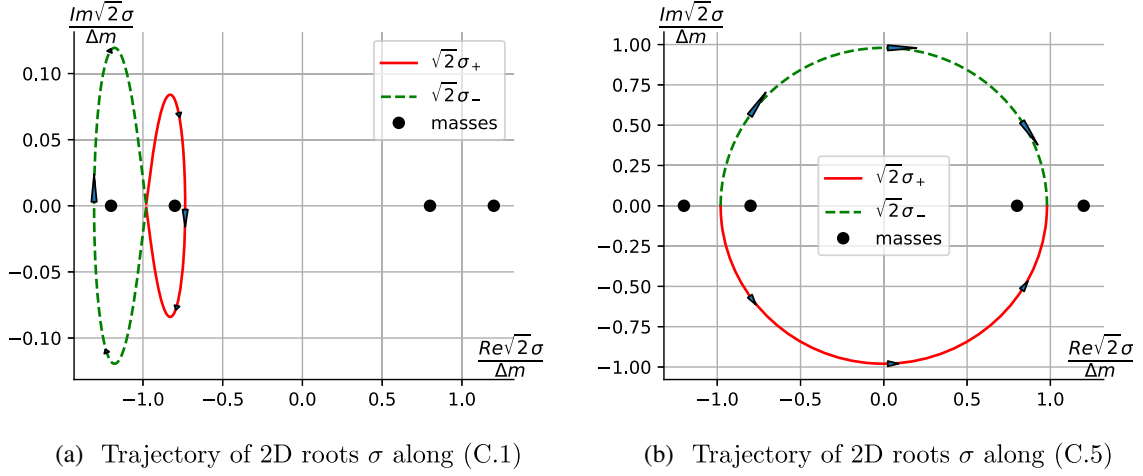 Im√2σ
Δm
0.10
0.05
0.00
−0.05
−0.10
−1.0
−0.5
0.0
0.5
1.0
Re√2σ
Δm
√2σ+
√2σ−
masses
(a) Trajectory of 2D roots σ along (C.1)
Im√2σ
Δm
1.00
0.75
0.50
0.25
0.00
−0.25
−0.50
−0.75
−1.00
−1.0
−0.5
0.0
0.5
1.0
Re√2σ
Δm
√2σ+
√2σ−
masses
(b) Trajectory of 2D roots σ along (C.5)